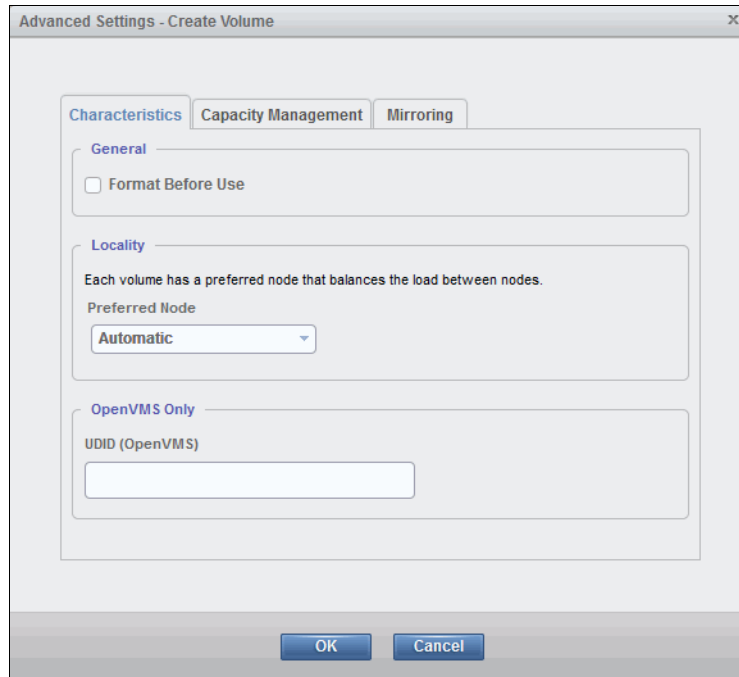 Advanced Settings - Create Volume x
Characteristics Capacity Management Mirroring
General
Format Before Use
Locality
Each volume has a preferred node that balances the load between nodes.
Preferred Node
Automatic
OpenVMS Only
UDID (OpenVMS)
OK Cancel